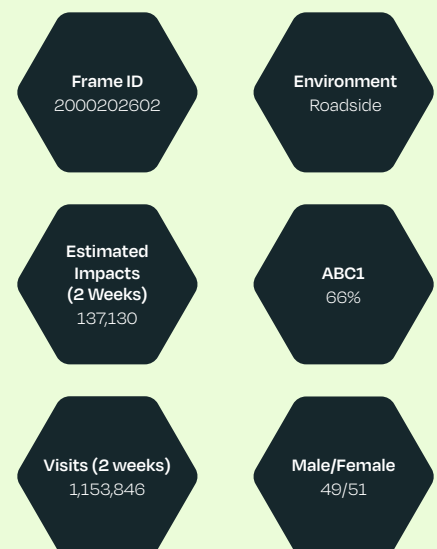 Frame ID
2000202602
Environment
Roadside
Estimated
Impacts
(2 Weeks)
137,130
ABC1
66%
Visits (2 weeks)
1,153,846
Male/Female
49/51